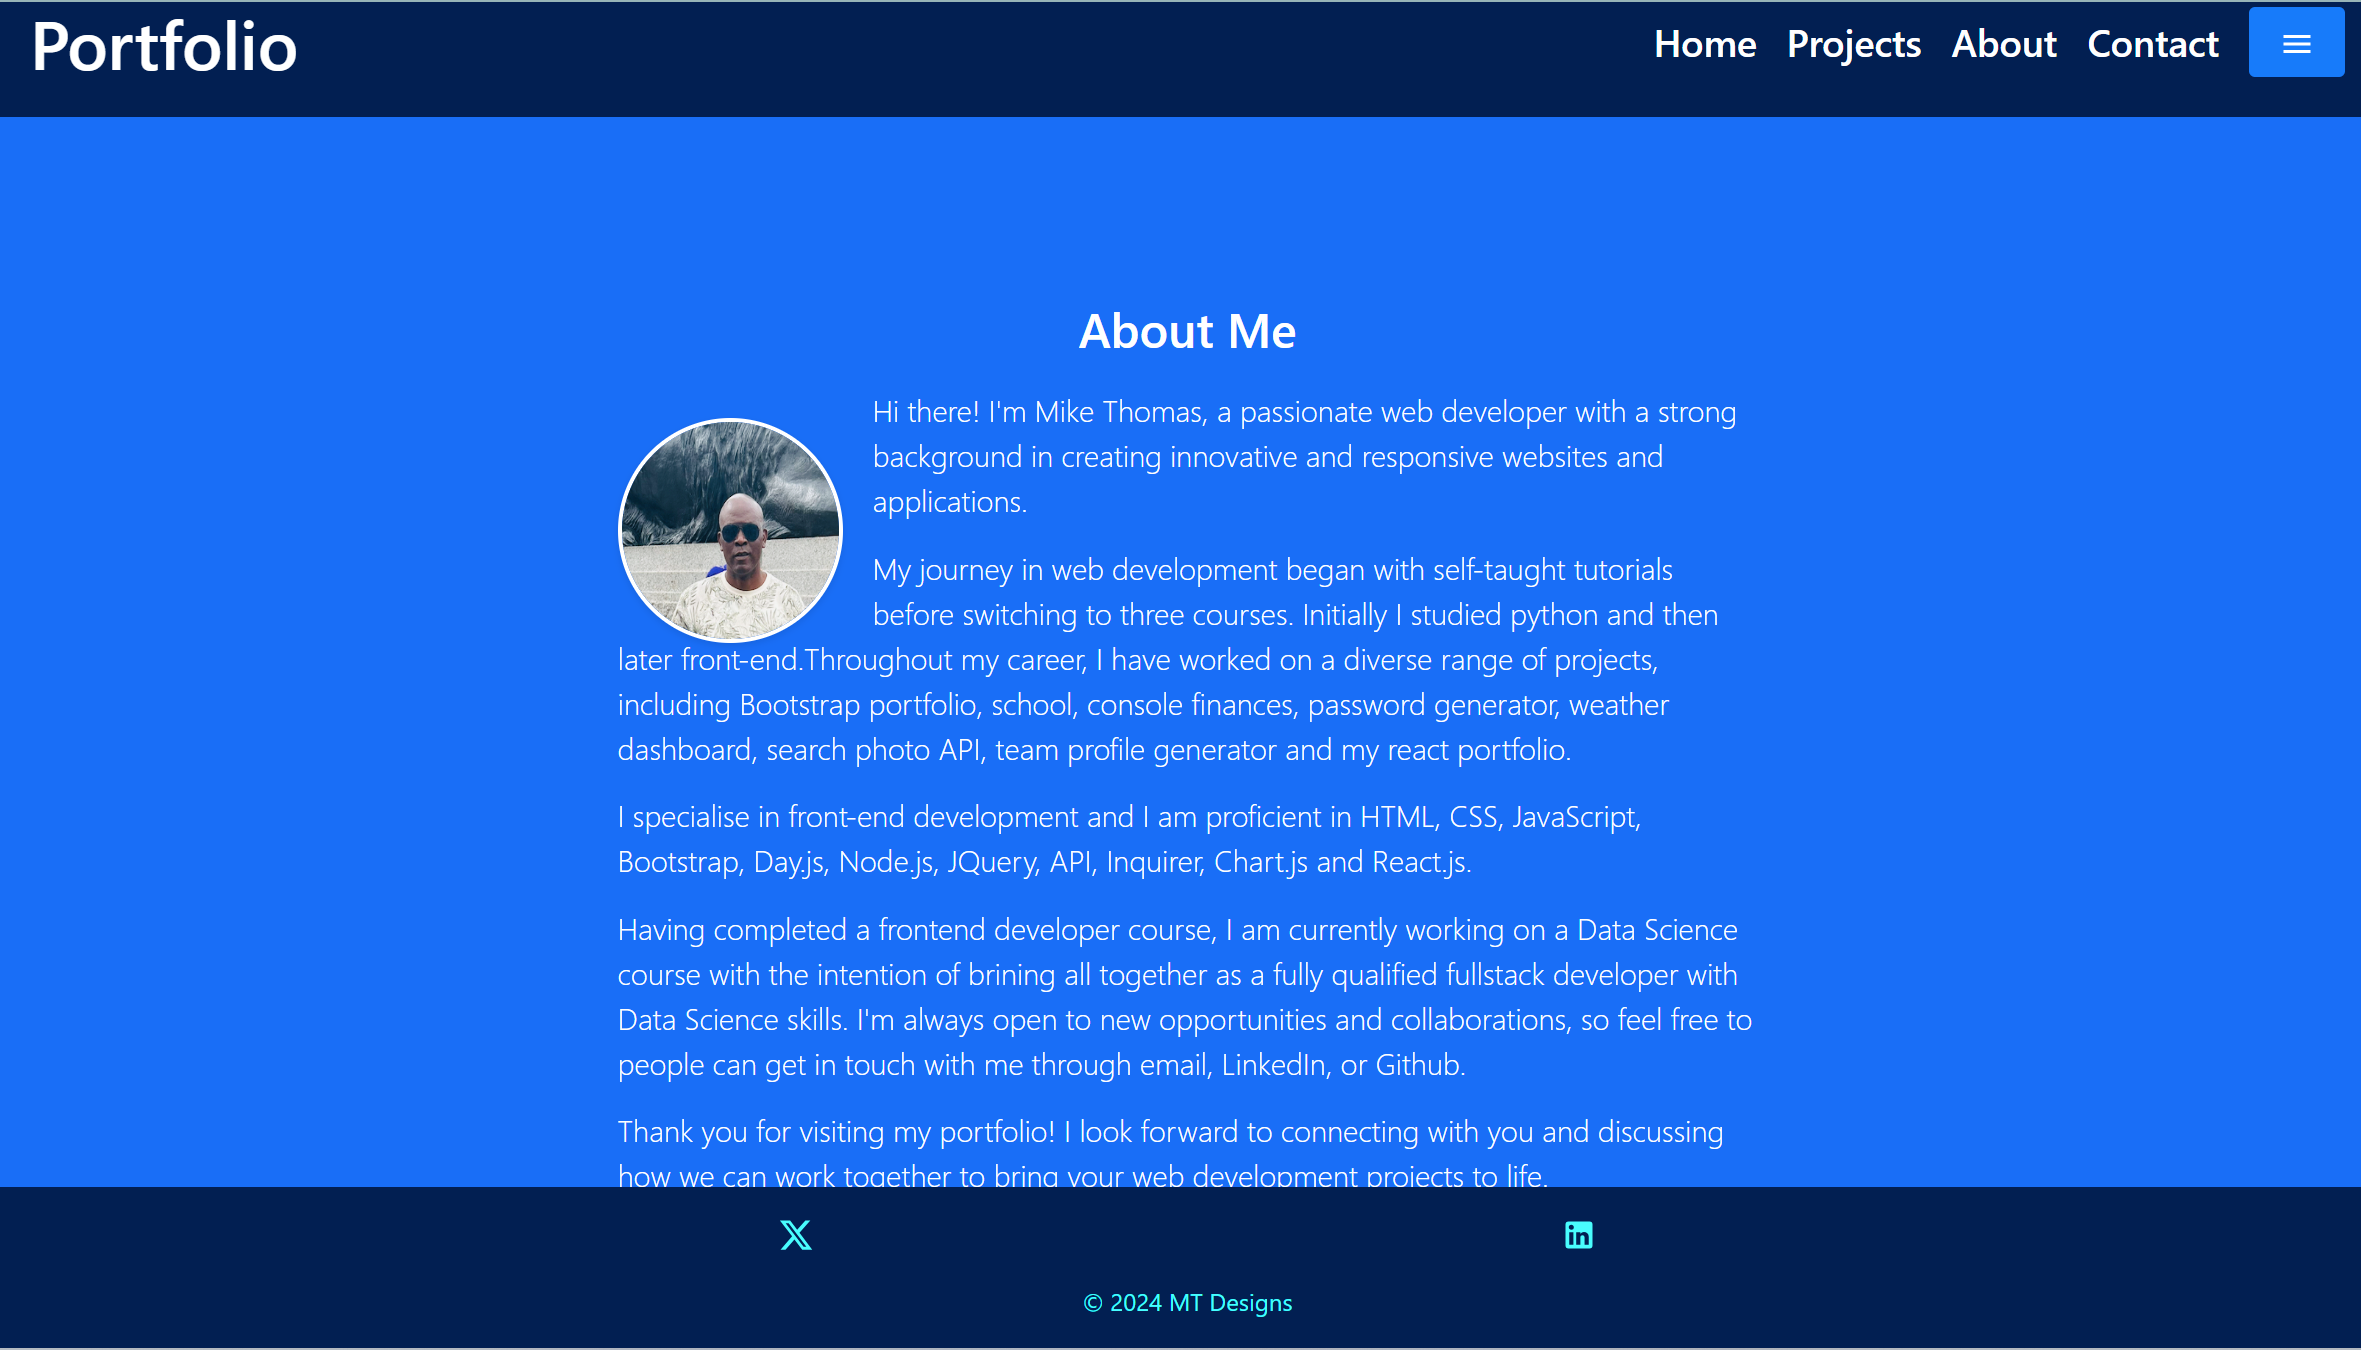 Portfolio
Home Projects About Contact
About Me
Hi there! I'm Mike Thomas, a passionate web developer with a strong
background in creating innovative and responsive websites and
applications.
My journey in web development began with self-taught tutorials
before switching to three courses. Initially I studied python and then
later front-end.Throughout my career, I have worked on a diverse range of projects,
including Bootstrap portfolio, school, console finances, password generator, weather
dashboard, search photo API, team profile generator and my react portfolio.
I specialise in front-end development and I am proficient in HTML, CSS, JavaScript,
Bootstrap, Day.js, Node.js, JQuery, API, Inquirer, Chart.js and React.js.
Having completed a frontend developer course, I am currently working on a Data Science
course with the intention of brining all together as a fully qualified fullstack developer with
Data Science skills. I'm always open to new opportunities and collaborations, so feel free to
people can get in touch with me through email, LinkedIn, or Github.
Thank you for visiting my portfolio! I look forward to connecting with you and discussing
how we can work together to bring your web development projects to life.
© 2024 MT Designs